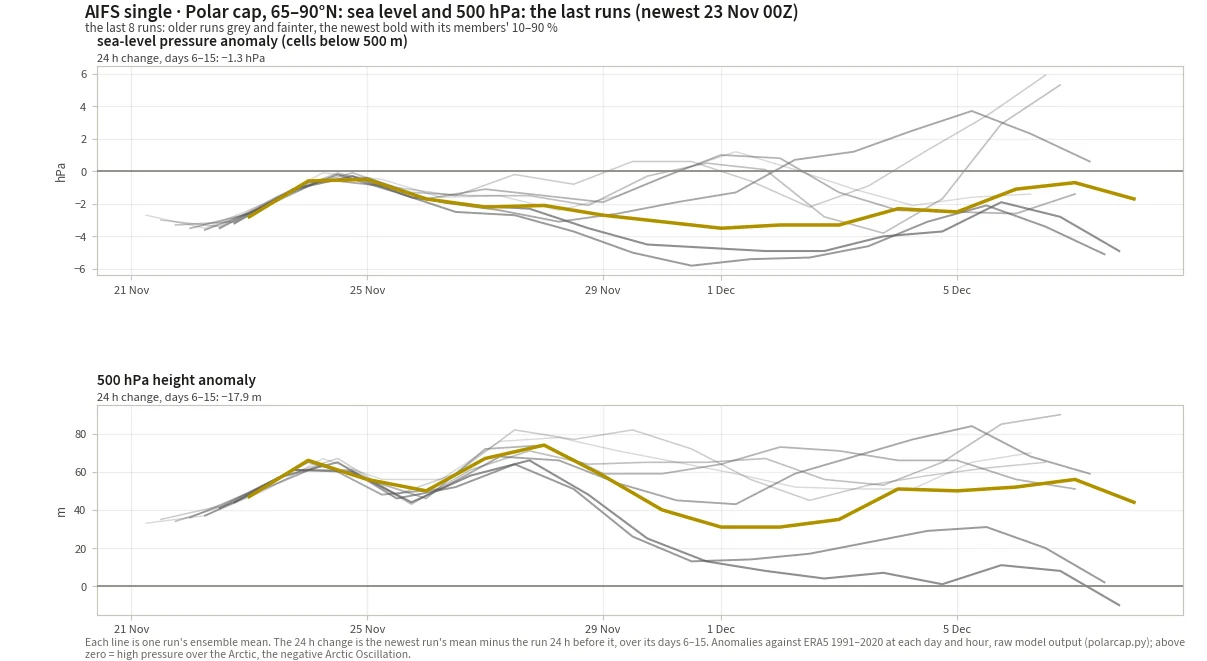 AIFS single · Polar cap, 65–90°N: sea level and 500 hPa: the last runs (newest 23 Nov 00Z)
the last 8 runs: older runs grey and fainter, the newest bold with its members' 10–90 %
sea-level pressure anomaly (cells below 500 m)
24 h change, days 6–15: −1.3 hPa
6
4
2
0
−2
−4
−6
hPa
21 Nov
25 Nov
29 Nov
1 Dec
5 Dec
500 hPa height anomaly
24 h change, days 6–15: −17.9 m
80
60
40
20
0
m
21 Nov
25 Nov
29 Nov
1 Dec
5 Dec
Each line is one run's ensemble mean. The 24 h change is the newest run's mean minus the run 24 h before it, over its days 6–15. Anomalies against ERA5 1991–2020 at each day and hour, raw model output (polarcap.py); above
zero = high pressure over the Arctic, the negative Arctic Oscillation.